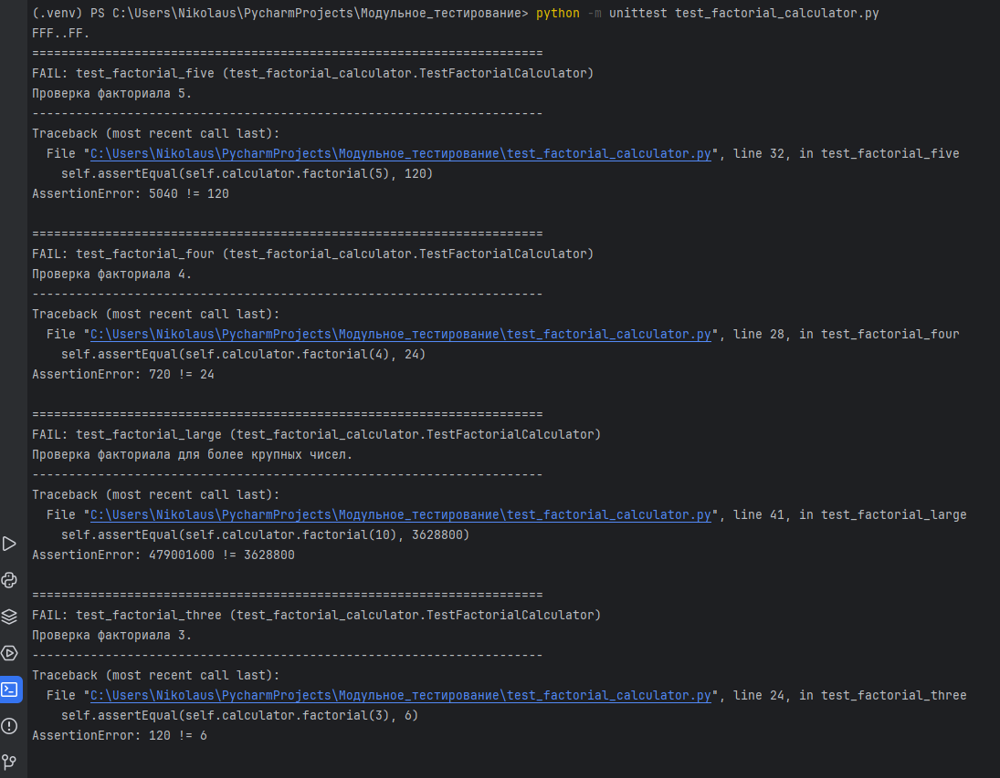 (.venv) PS C:\Users\Nikolaus\PycharmProjects\Модульное_тестирование> python -m unittest test_factorial_calculator.py
FFF..FF.
======================================================================
FAIL: test_factorial_five (test_factorial_calculator.TestFactorialCalculator)
Проверка факториала 5.
----------------------------------------------------------------------
Traceback (most recent call last):
  File "C:\Users\Nikolaus\PycharmProjects\Модульное_тестирование\test_factorial_calculator.py", line 32, in test_factorial_five
    self.assertEqual(self.calculator.factorial(5), 120)
AssertionError: 5040 != 120

======================================================================
FAIL: test_factorial_four (test_factorial_calculator.TestFactorialCalculator)
Проверка факториала 4.
----------------------------------------------------------------------
Traceback (most recent call last):
  File "C:\Users\Nikolaus\PycharmProjects\Модульное_тестирование\test_factorial_calculator.py", line 28, in test_factorial_four
    self.assertEqual(self.calculator.factorial(4), 24)
AssertionError: 720 != 24

======================================================================
FAIL: test_factorial_large (test_factorial_calculator.TestFactorialCalculator)
Проверка факториала для более крупных чисел.
----------------------------------------------------------------------
Traceback (most recent call last):
  File "C:\Users\Nikolaus\PycharmProjects\Модульное_тестирование\test_factorial_calculator.py", line 41, in test_factorial_large
    self.assertEqual(self.calculator.factorial(10), 3628800)
AssertionError: 479001600 != 3628800

======================================================================
FAIL: test_factorial_three (test_factorial_calculator.TestFactorialCalculator)
Проверка факториала 3.
----------------------------------------------------------------------
Traceback (most recent call last):
  File "C:\Users\Nikolaus\PycharmProjects\Модульное_тестирование\test_factorial_calculator.py", line 24, in test_factorial_three
    self.assertEqual(self.calculator.factorial(3), 6)
AssertionError: 120 != 6